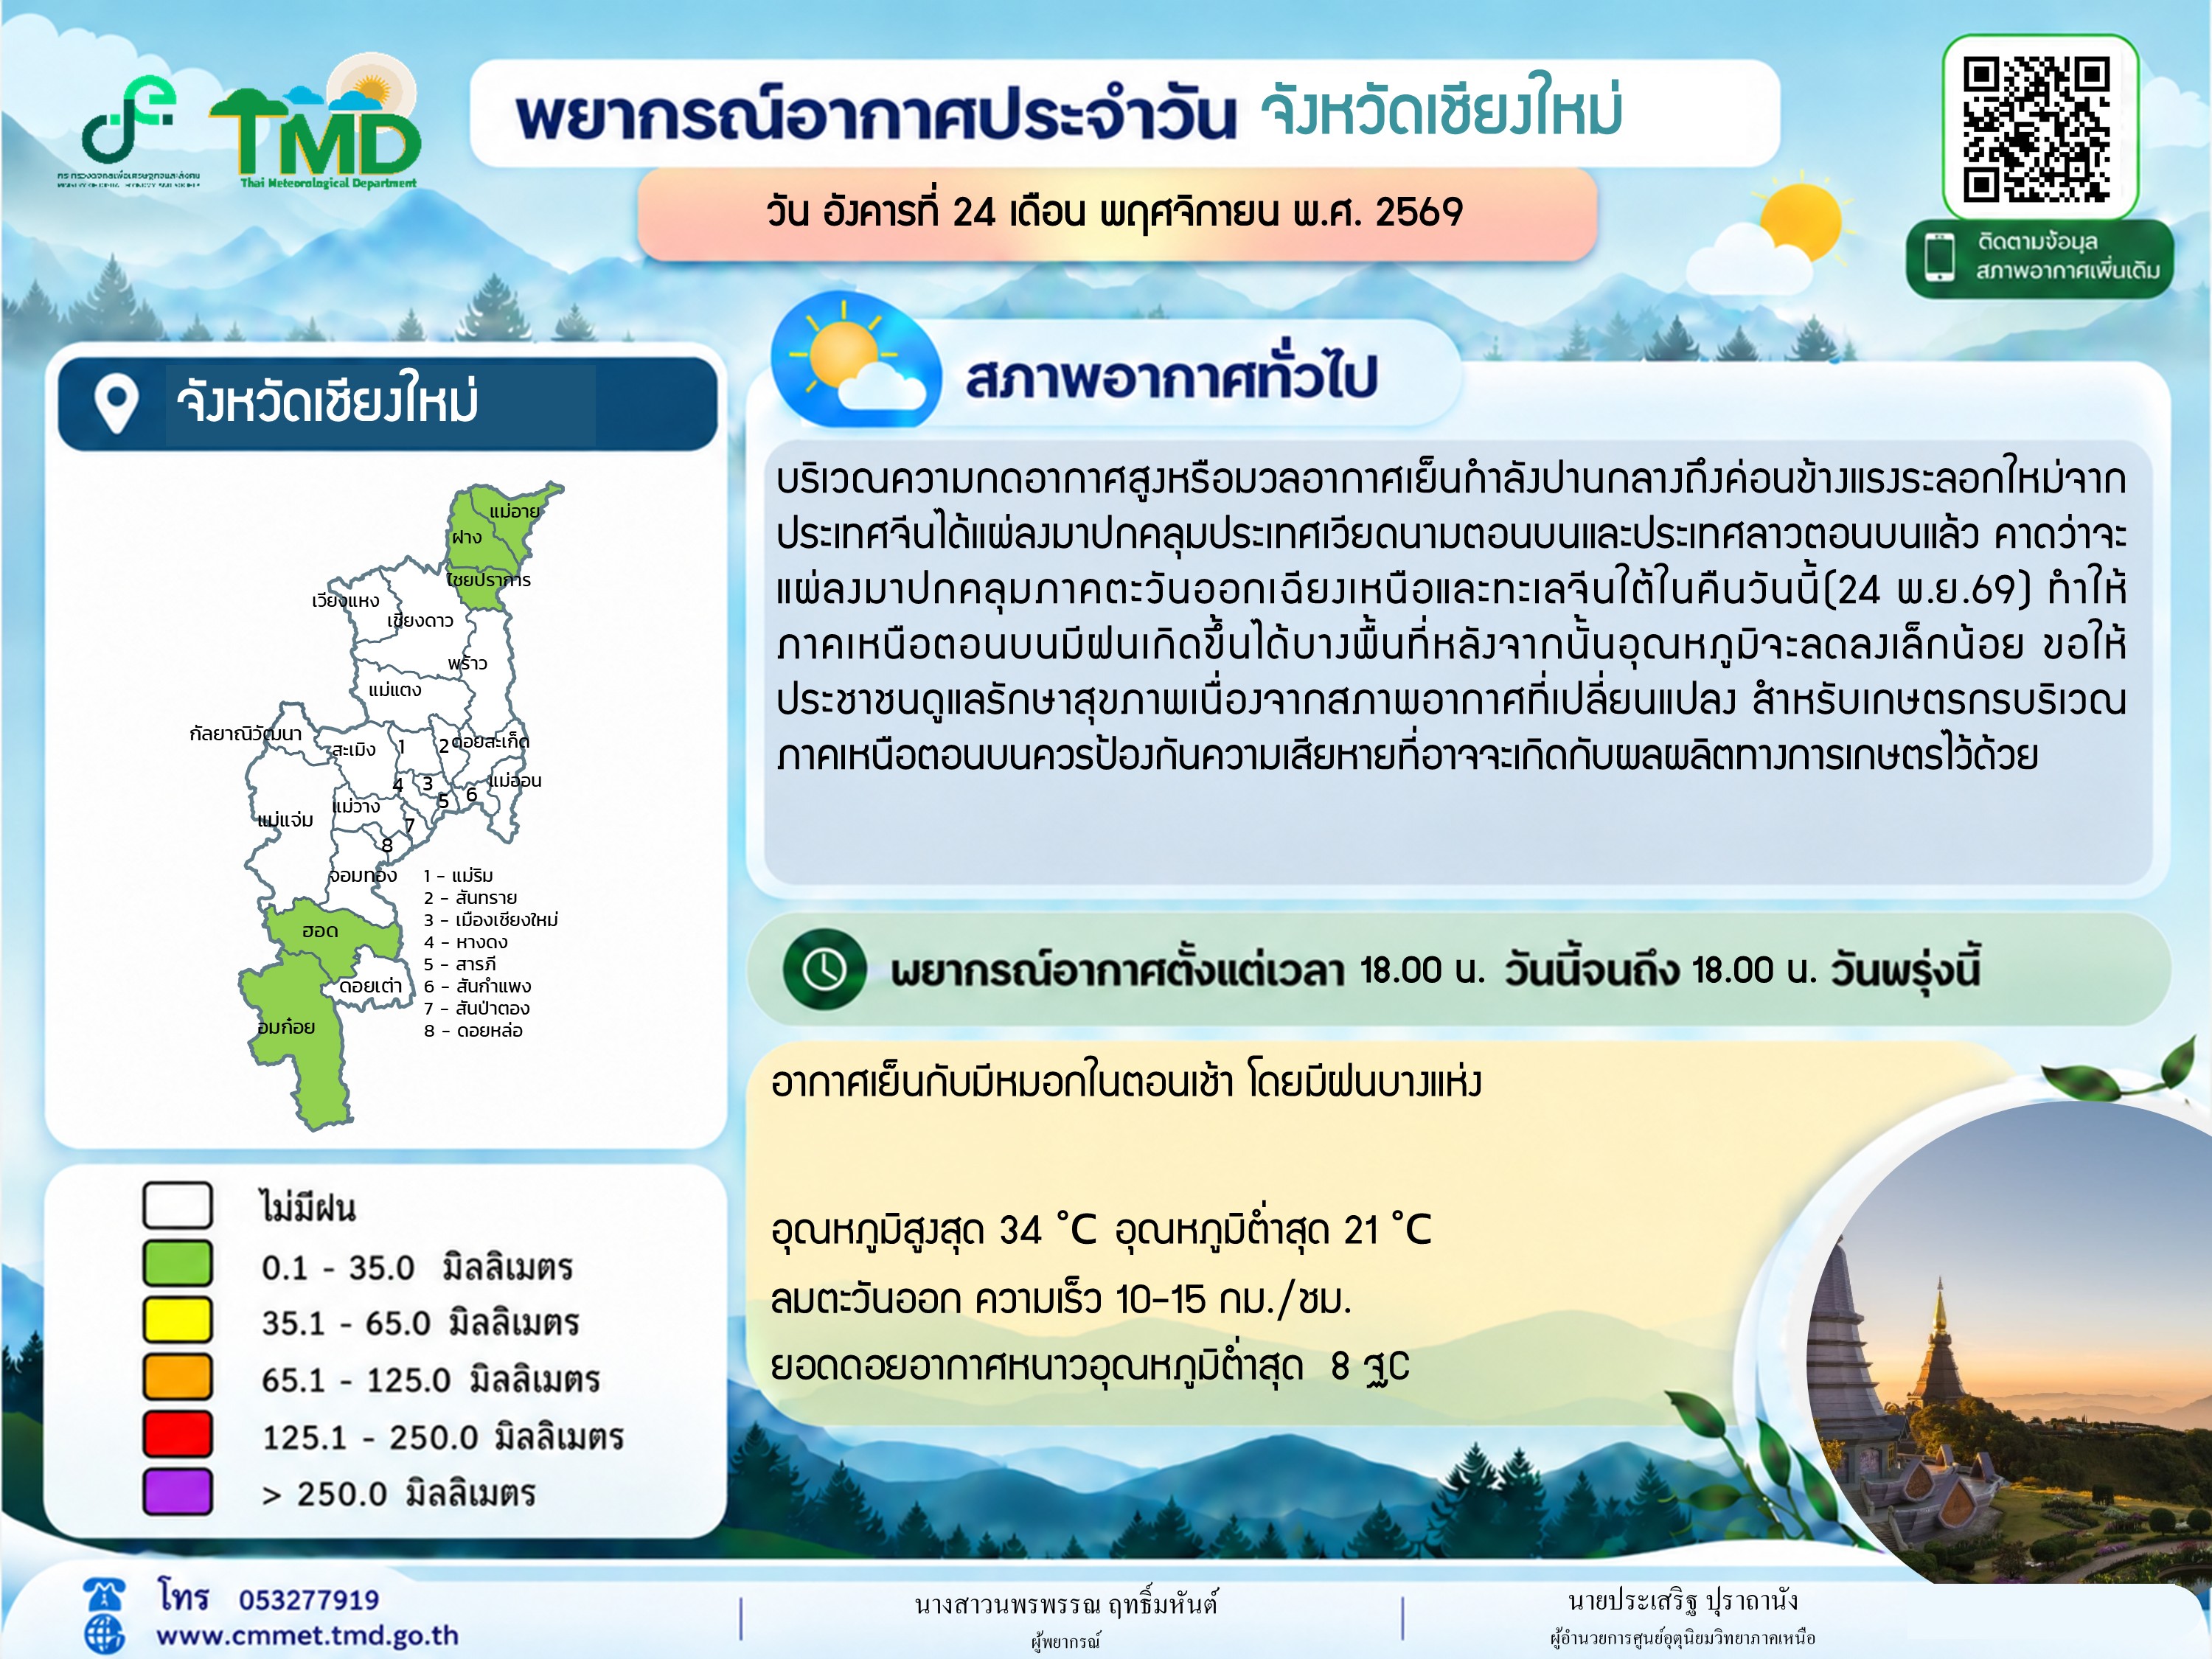 พยากรณ์อากาศประจำวัน จังหวัดเชียงใหม่
TMD
Thai Meteorological Department
วัน อังคารที่ 24 เดือน พฤศจิกายน พ.ศ. 2569
สภาพอากาศเพิ่มเติม
จังหวัดเชียงใหม่
แม่อาย
ฝาง
ไชยปราการ
เวียงแหง
เชียงดาว
พร้าว
แม่แตง
กัลยาณิวัฒนา
สะเมิง
1
2
ดอยสะเก็ด
4
3
แม่ออน
แม่วาง
5
6
แม่แจ่ม
7
8
จอมทอง
1 - แม่ริม
2 - สันทราย
3 - เมืองเชียงใหม่
4 - หางดง
5 - สารภี
6 - สันกำแพง
7 - สันป่าตอง
8 - ดอยหล่อ
ฮอด
ดอยเต่า
อมก๋อย
ไม่มีฝน
0.1 - 35.0 มิลลิเมตร
35.1 - 65.0 มิลลิเมตร
65.1 - 125.0 มิลลิเมตร
125.1 - 250.0 มิลลิเมตร
> 250.0 มิลลิเมตร
สภาพอากาศทั่วไป
บริเวณความกดอากาศสูงหรือมวลอากาศเย็นกำลังปานกลางถึงค่อนข้างแรงระลอกใหม่จาก
ประเทศจีนได้แผ่ลงมาปกคลุมประเทศเวียดนามตอนบนและประเทศลาวตอนบนแล้ว คาดว่าจะ
แผ่ลงมาปกคลุมภาคตะวันออกเฉียงเหนือและทะเลจีนใต้ในคืนวันนี้(24 พ.ย.69) ทำให้
ภาคเหนือตอนบนมีฝนเกิดขึ้นได้บางพื้นที่หลังจากนั้นอุณหภูมิจะลดลงเล็กน้อย ขอให้
ประชาชนดูแลรักษาสุขภาพเนื่องจากสภาพอากาศที่เปลี่ยนแปลง สำหรับเกษตรกรบริเวณ
ภาคเหนือตอนบนควรป้องกันความเสียหายที่อาจจะเกิดกับผลผลิตทางการเกษตรไว้ด้วย
พยากรณ์อากาศตั้งแต่เวลา 18.00 น. วันนี้จนถึง 18.00 น. วันพรุ่งนี้
อากาศเย็นกับมีหมอกในตอนเช้า โดยมีฝนบางแห่ง
อุณหภูมิสูงสุด 34 °C อุณหภูมิต่ำสุด 21 °C
ลมตะวันออก ความเร็ว 10-15 กม./ชม.
ยอดดอยอากาศหนาวอุณหภูมิต่ำสุด 8 ฐC
โทร 053277919
www.cmmet.tmd.go.th
นางสาวนพรพรรณ ฤทธิ์มหันต์
ผู้พยากรณ์
นายประเสริฐ ปุราถานัง
ผู้อำนวยการศูนย์อุตุนิยมวิทยาภาคเหนือ